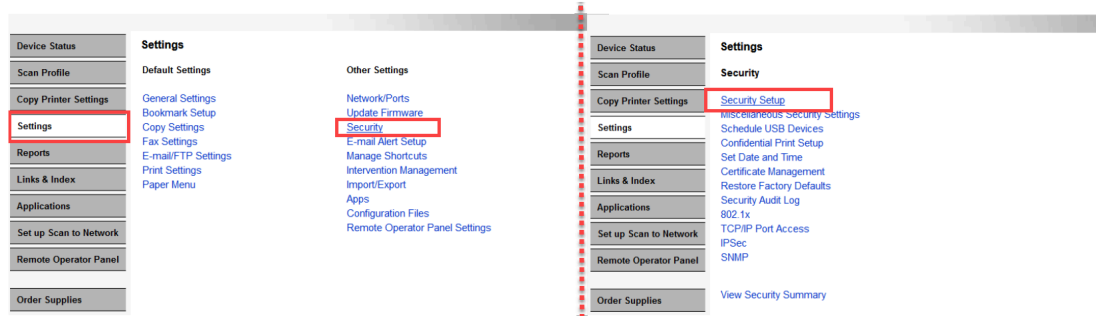 Device Status
Scan Profile
Copy Printer Settings
Settings
Reports
Links & Index
Applications
Set up Scan to Network
Remote Operator Panel
Order Supplies
Settings
Default Settings
General Settings
Bookmark Setup
Copy Settings
Fax Settings
E-mail/FTP Settings
Print Settings
Paper Menu
Other Settings
Network/Ports
Update Firmware
Security
E-mail Alert Setup
Manage Shortcuts
Intervention Management
Import/Export
Apps
Configuration Files
Remote Operator Panel Settings
Device Status
Scan Profile
Copy Printer Settings
Settings
Reports
Links & Index
Applications
Set up Scan to Network
Remote Operator Panel
Order Supplies
Settings
Security
Security Setup
Miscellaneous Security Settings
Schedule USB Devices
Confidential Print Setup
Set Date and Time
Certificate Management
Restore Factory Defaults
Security Audit Log
802.1x
TCP/IP Port Access
IPSec
SNMP
View Security Summary